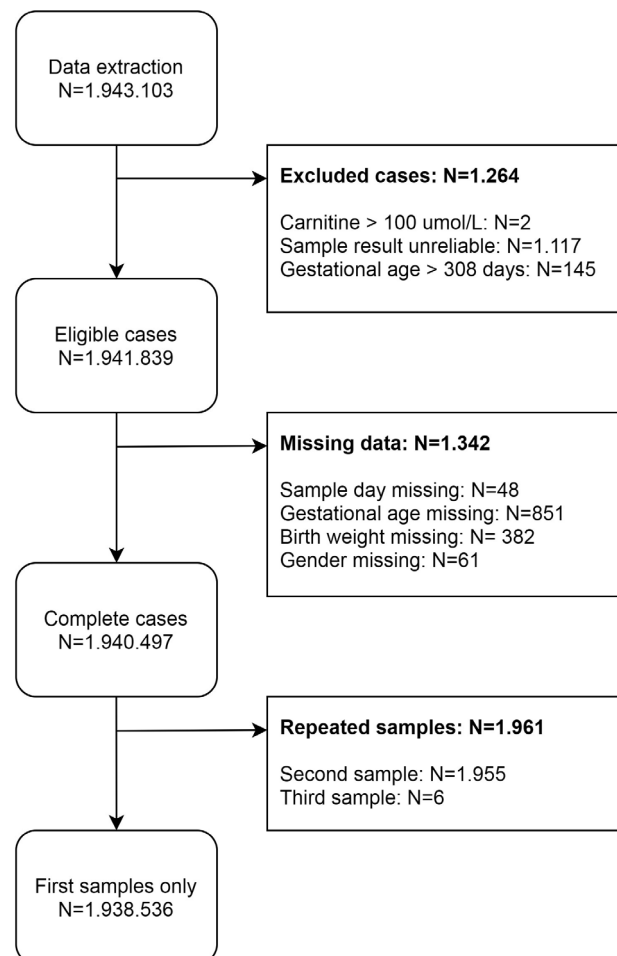 Data extraction
N=1.943.103
Excluded cases: N=1.264
Carnitine > 100 umol/L: N=2
Sample result unreliable: N=1.117
Gestational age > 308 days: N=145
Eligible cases
N=1.941.839
Missing data: N=1.342
Sample day missing: N=48
Gestational age missing: N=851
Birth weight missing: N= 382
Gender missing: N=61
Complete cases
N=1.940.497
Repeated samples: N=1.961
Second sample: N=1.955
Third sample: N=6
First samples only
N=1.938.536